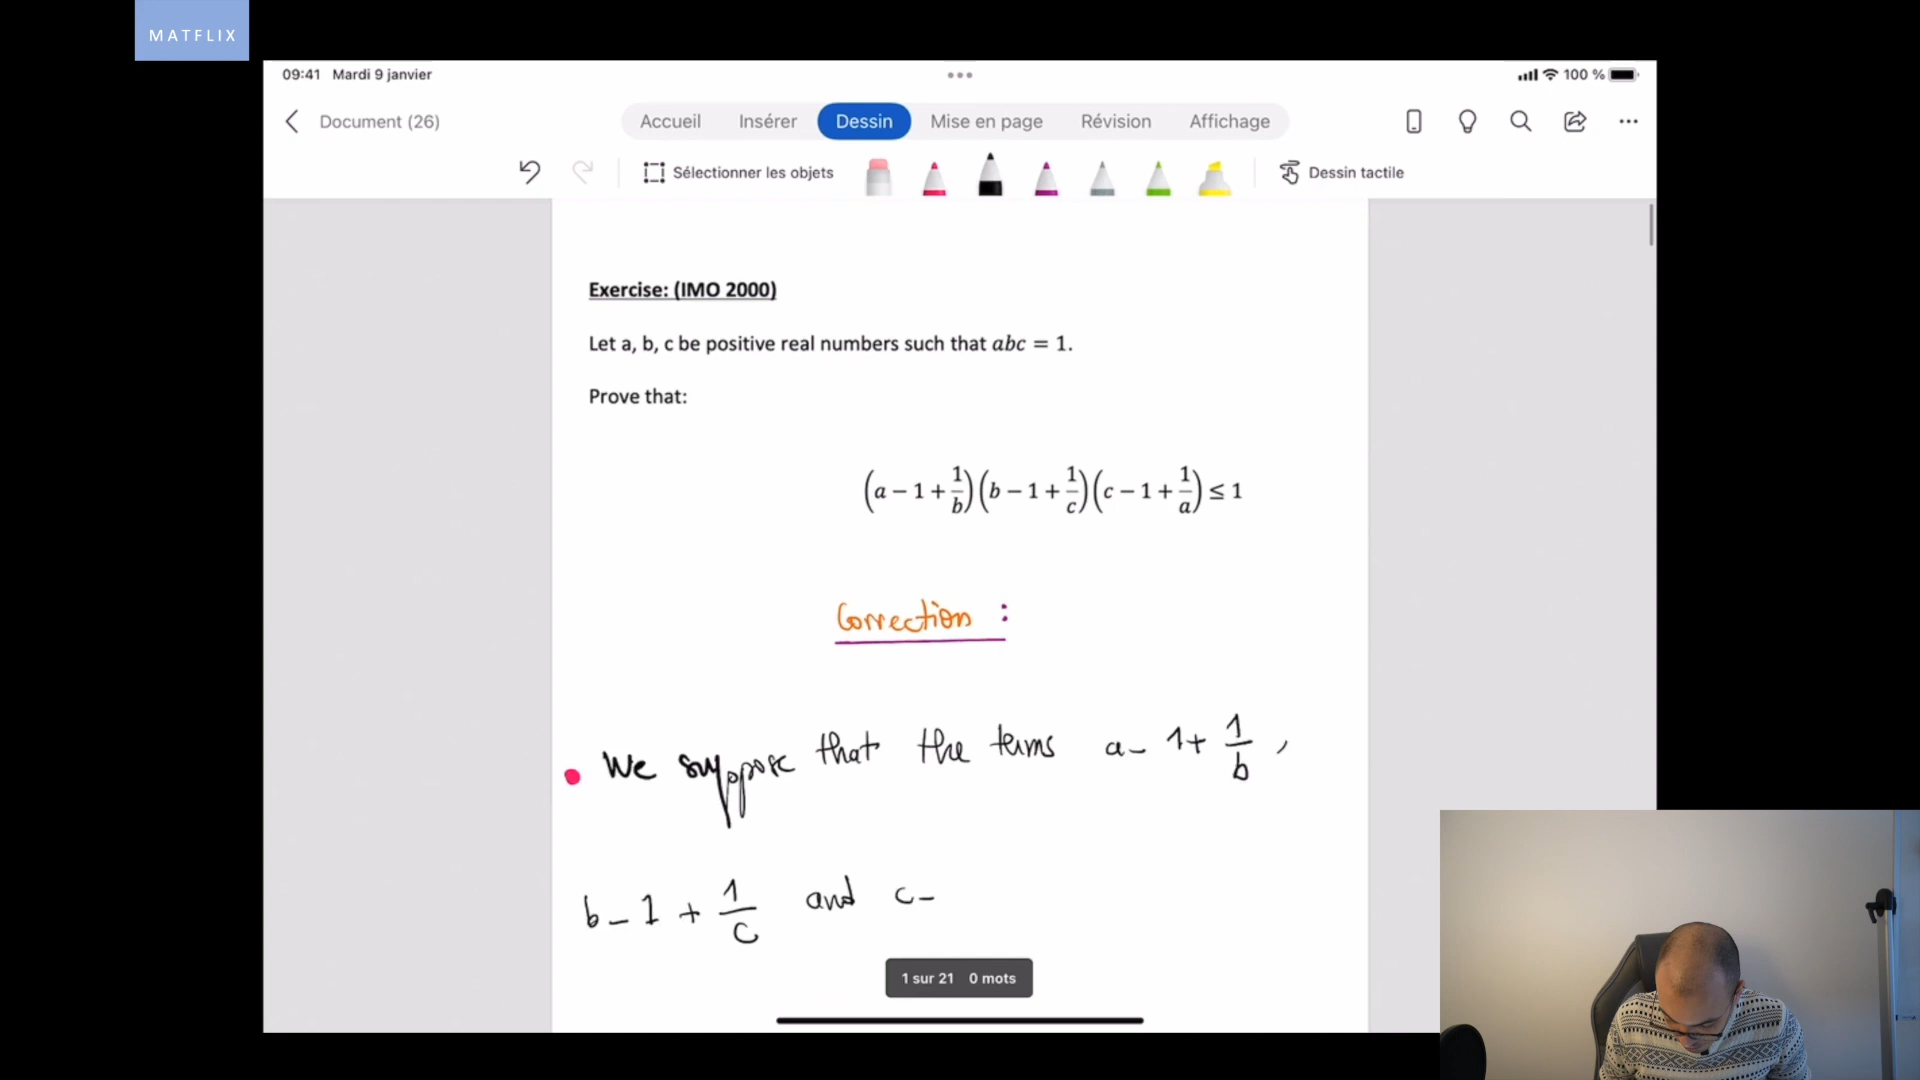 MATFLIX
09:41 Mardi 9 janvier
100 %
Document (26)
Accueil Insérer Dessin Mise en page Révision Affichage
Sélectionner les objets
Dessin tactile
Exercise: (IMO 2000)
Let a, b, c be positive real numbers such that abc = 1.
Prove that:
(a − 1 + 1/b)(b − 1 + 1/c)(c − 1 + 1/a) ≤ 1
Correction :
• We suppose that the terms a - 1 + 1/b ,
b - 1 + 1/c and c -
1 sur 21 0 mots